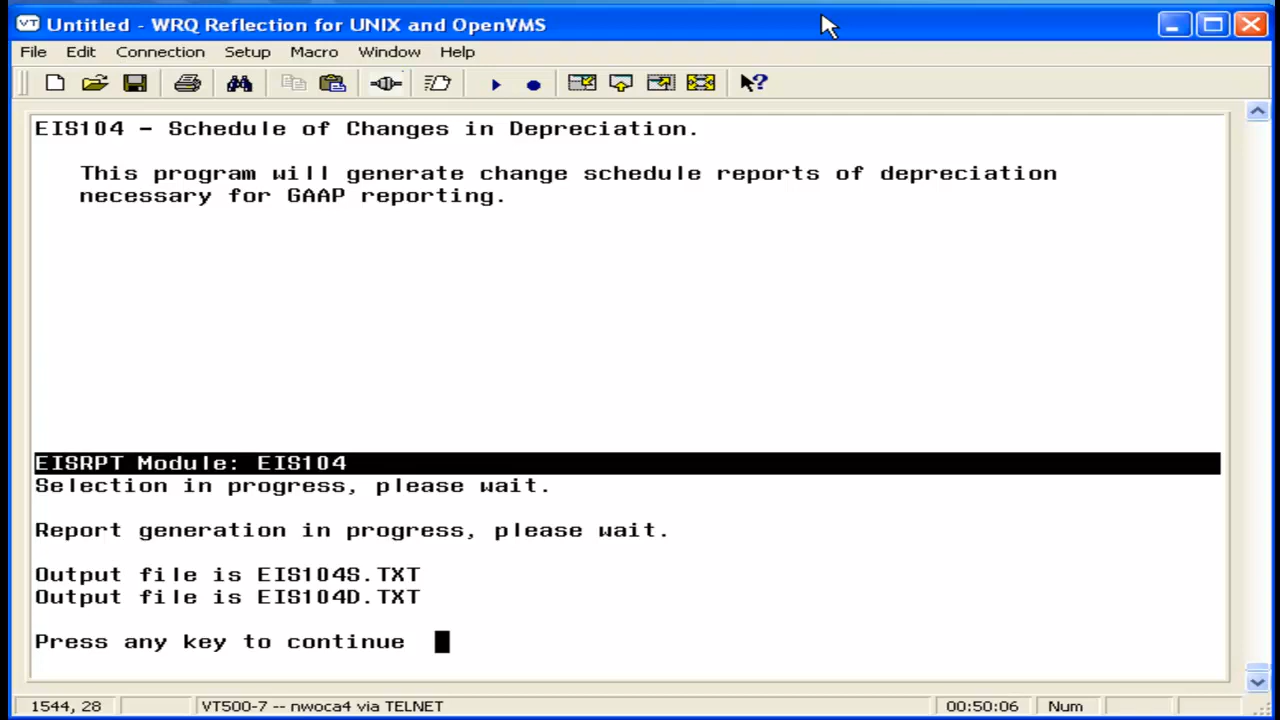 VT Untitled - WRQ Reflection for UNIX and OpenVMS
File Edit Connection Setup Macro Window Help
EIS104 - Schedule of Changes in Depreciation.
This program will generate change schedule reports of depreciation
necessary for GAAP reporting.
EISRPT Module: EIS104
Selection in progress, please wait.
Report generation in progress, please wait.
Output file is EIS104S.TXT
Output file is EIS104D.TXT
Press any key to continue
1544, 28 VT500-7 -- nwoca4 via TELNET 00:50:06 Num